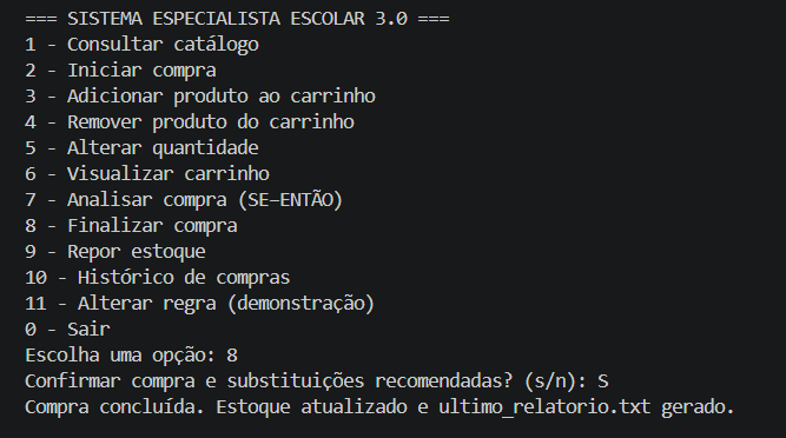 === SISTEMA ESPECIALISTA ESCOLAR 3.0 ===
1 - Consultar catálogo
2 - Iniciar compra
3 - Adicionar produto ao carrinho
4 - Remover produto do carrinho
5 - Alterar quantidade
6 - Visualizar carrinho
7 - Analisar compra (SE–ENTÃO)
8 - Finalizar compra
9 - Repor estoque
10 - Histórico de compras
11 - Alterar regra (demonstração)
0 - Sair
Escolha uma opção: 8
Confirmar compra e substituições recomendadas? (s/n): S
Compra concluída. Estoque atualizado e ultimo_relatorio.txt gerado.